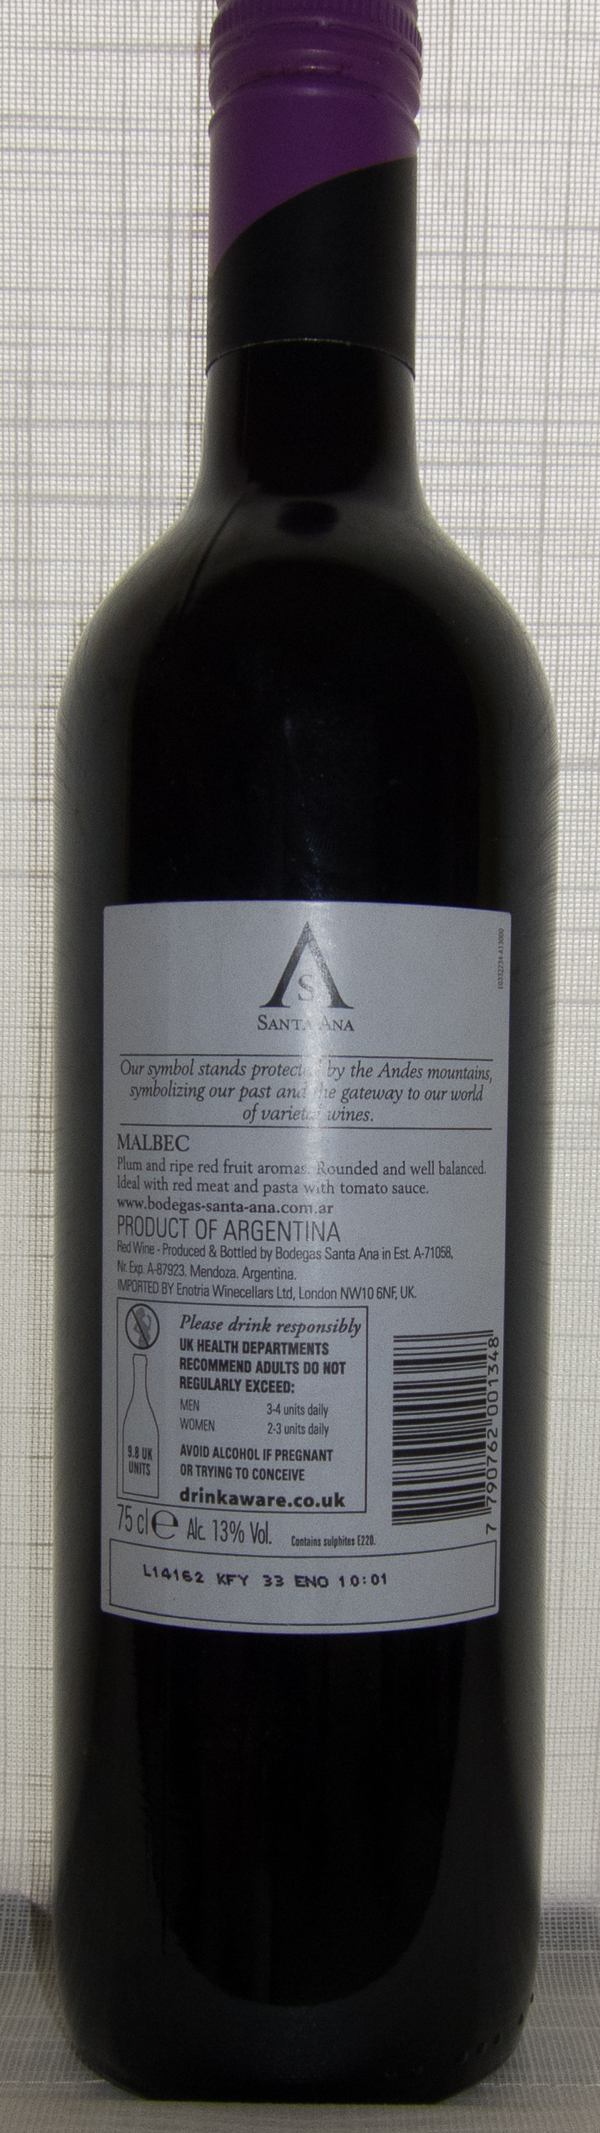 S
SANTA ANA
Our symbol stands protected by the Andes mountains,
symbolizing our past and the gateway to our world
of varietal wines.
MALBEC
Plum and ripe red fruit aromas. Rounded and well balanced.
Ideal with red meat and pasta with tomato sauce.
www.bodegas-santa-ana.com.ar
PRODUCT OF ARGENTINA
Red Wine - Produced & Bottled by Bodegas Santa Ana in Est. A-71058,
Nr. Exp. A-87923. Mendoza. Argentina.
IMPORTED BY Enotria Winecellars Ltd, London NW10 6NF, UK.
Please drink responsibly
UK HEALTH DEPARTMENTS
RECOMMEND ADULTS DO NOT
REGULARLY EXCEED:
MEN 3-4 units daily
WOMEN 2-3 units daily
AVOID ALCOHOL IF PREGNANT
OR TRYING TO CONCEIVE
drinkaware.co.uk
9.8 UK
UNITS
7 790762 001348
75 cl e Alc. 13% Vol. Contains sulphites E220.
L14162 KFY 33 ENO 10:01